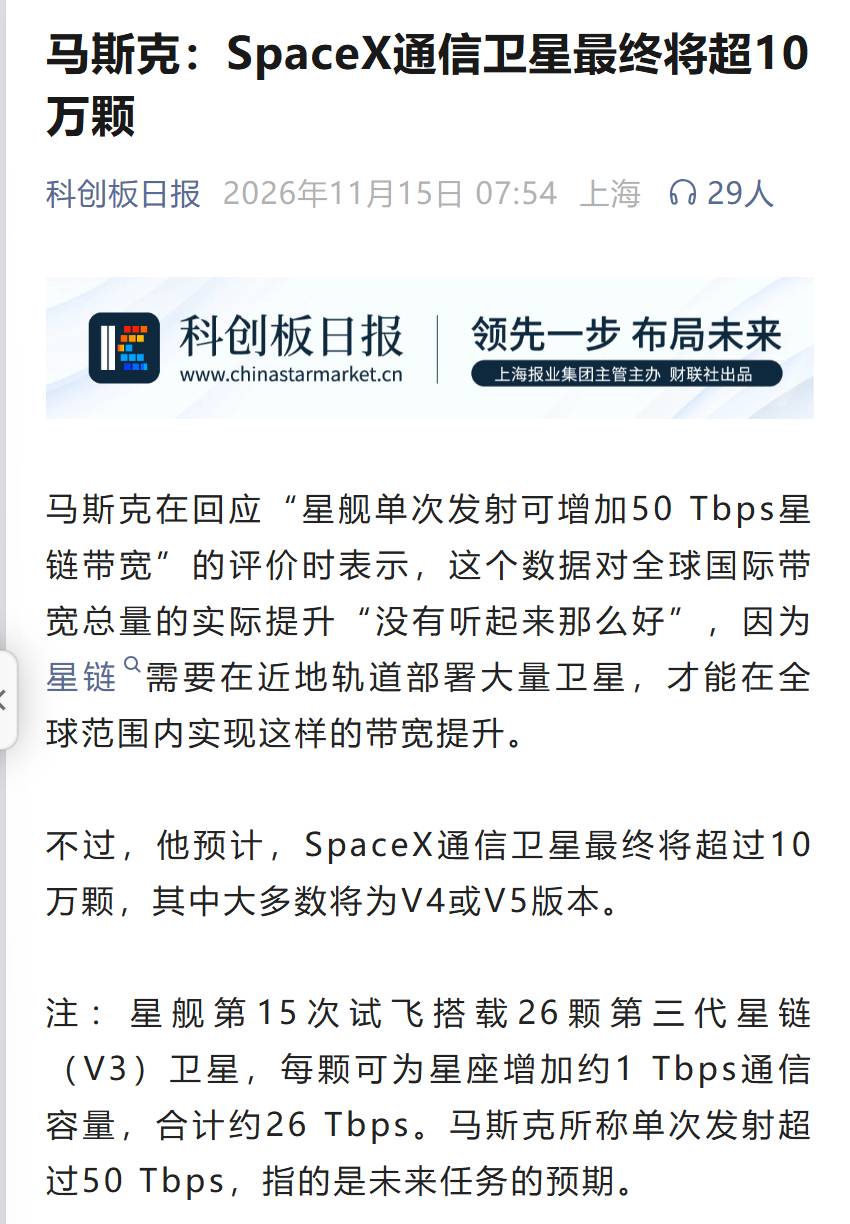 马斯克：SpaceX通信卫星最终将超10
万颗
科创板日报 2026年11月15日 07:54 上海 29人
科创板日报
www.chinastarmarket.cn
领先一步 布局未来
上海报业集团主管主办 财联社出品
马斯克在回应“星舰单次发射可增加50 Tbps星
链带宽”的评价时表示，这个数据对全球国际带
宽总量的实际提升“没有听起来那么好”，因为
星链需要在近地轨道部署大量卫星，才能在全
球范围内实现这样的带宽提升。
不过，他预计，SpaceX通信卫星最终将超过10
万颗，其中大多数将为V4或V5版本。
注：星舰第15次试飞搭载26颗第三代星链
（V3）卫星，每颗可为星座增加约1 Tbps通信
容量，合计约26 Tbps。马斯克所称单次发射超
过50 Tbps，指的是未来任务的预期。